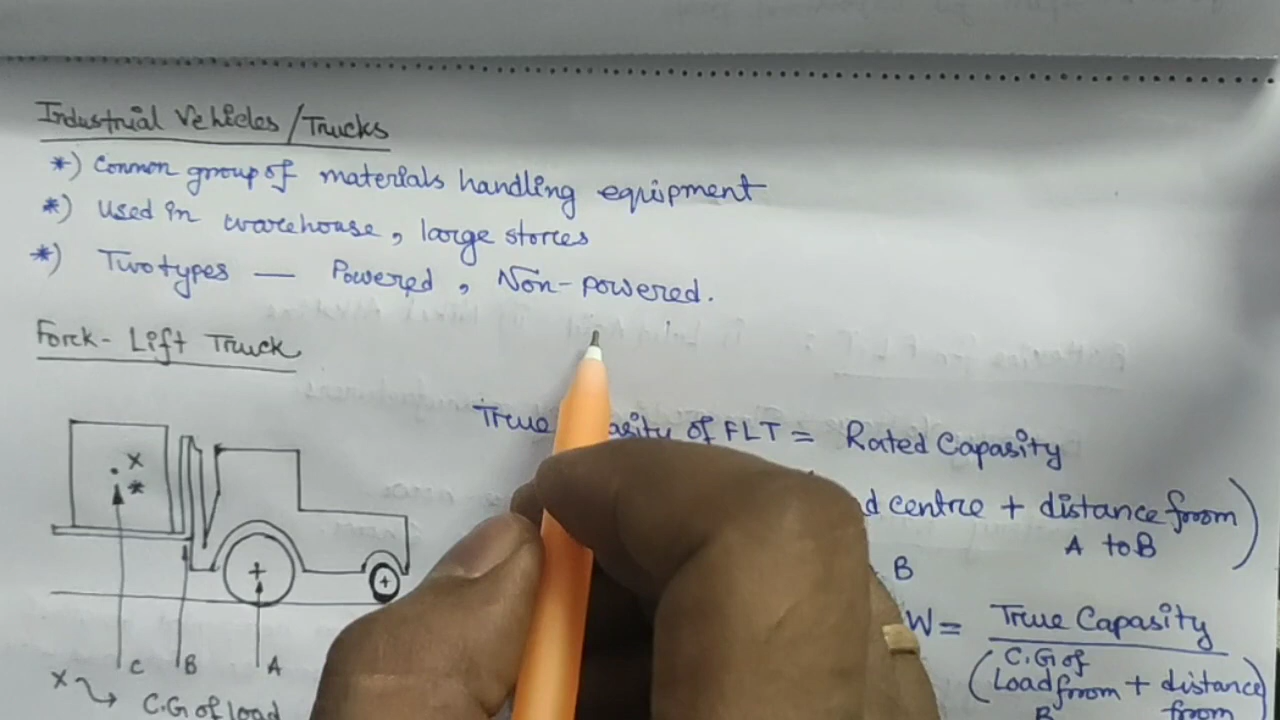 Industrial Vehicles/Trucks
*) Common group of materials handling equipment
*) Used in warehouse, large stores
*) Two types — Powered, Non-powered.
Fork-Lift Truck
True asity of FLT = Rated Capasity
d centre + distance from
A to B
B
x
*
+
+
W = True Capasity
(C.G of
Load from + distance
B from
C B A
x → C.G of load